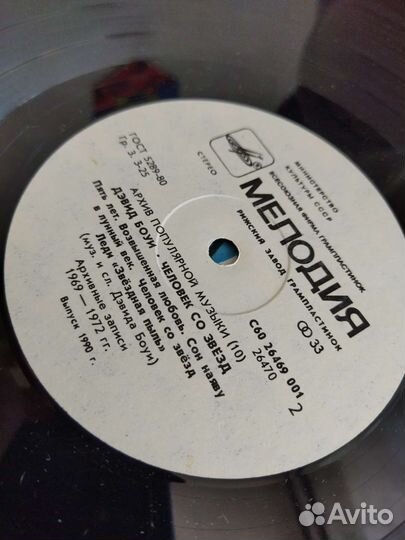 МИНИСТЕРСТВО
КУЛЬТУРЫ СССР
ВСЕСОЮЗНАЯ ФИРМА ГРАМПЛАСТИНОК
МЕЛОДИЯ
РИЖСКИЙ ЗАВОД ГРАМПЛАСТИНОК
ГОСТ 5289-80
Гр. 3. 3-25
СТЕРЕО
33
С60 26469 001
26470
2
АРХИВ ПОПУЛЯРНОЙ МУЗЫКИ (10)
ДЭВИД БОУИ. ЧЕЛОВЕК СО ЗВЕЗД
Пять лет. Возвышенная любовь. Сон наяву
в лунный век. Человек со звёзд
Леди «Звёздная пыль»
(муз. и сл. Дэвида Боуи)
Архивные записи
1969—1972 гг.
Выпуск 1990 г.
Avito